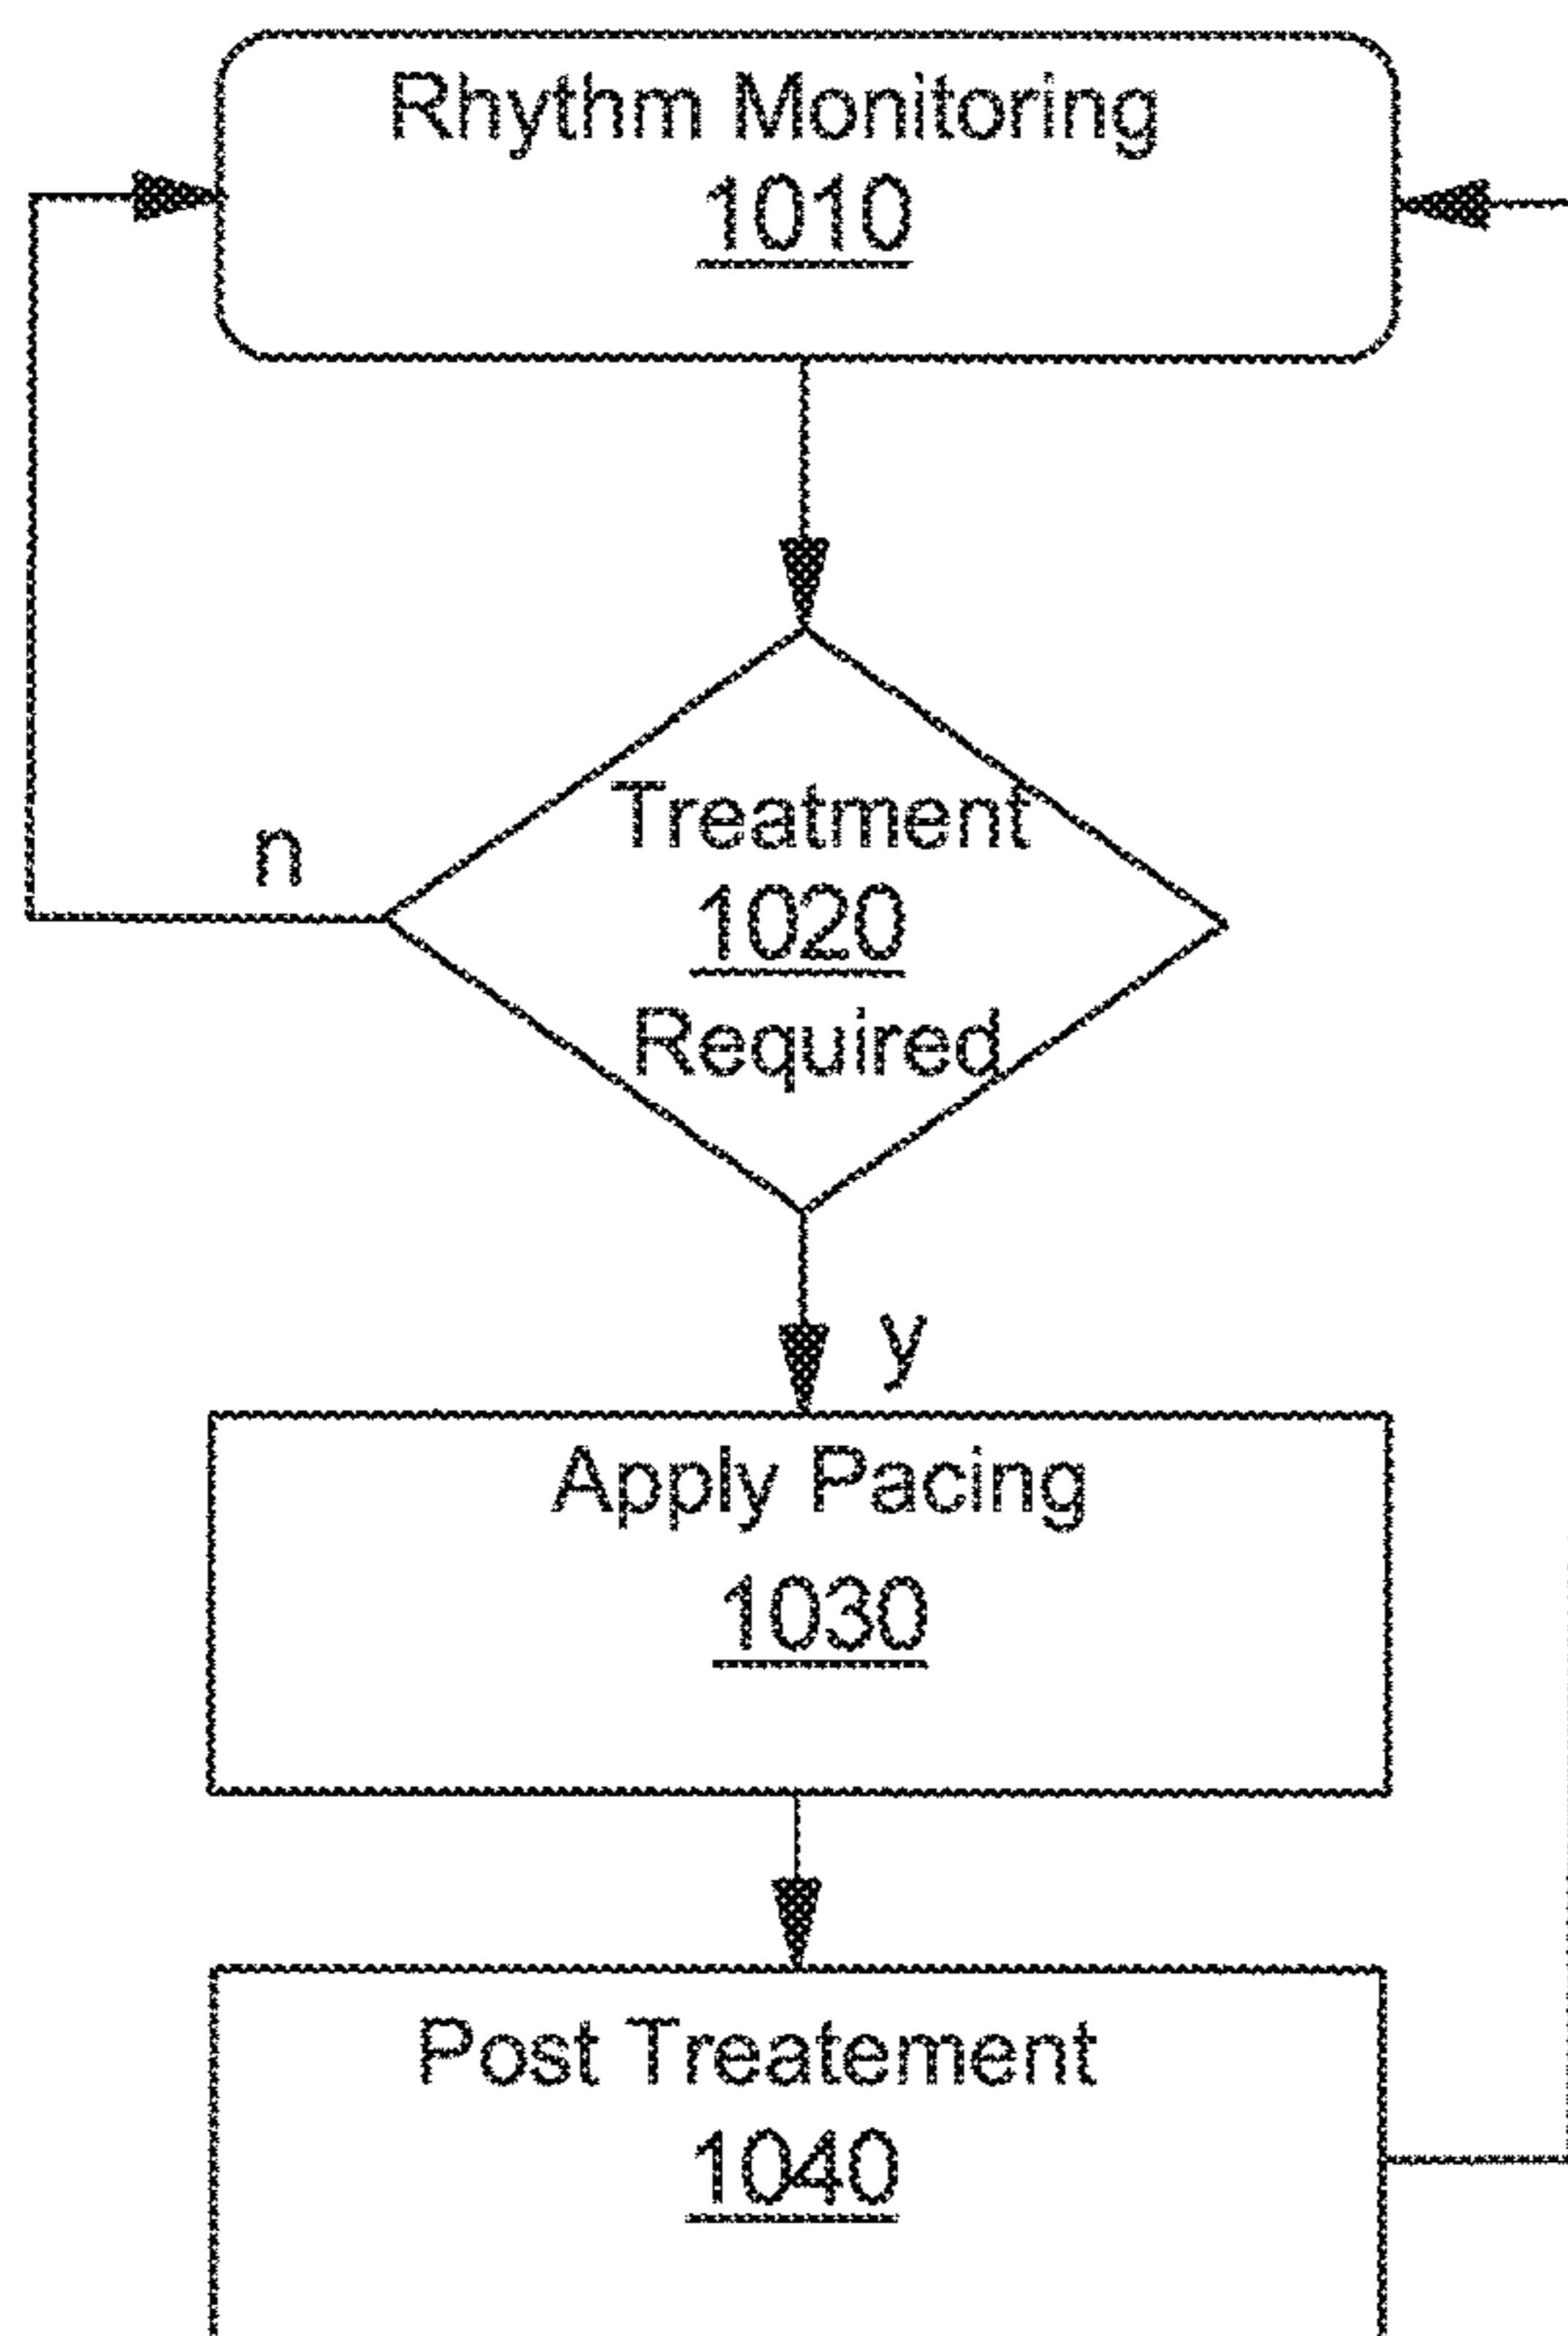 Rhythm Monitoring
1010
n
Treatment
1020
Required
y
Apply Pacing
1030
Post Treatement
1040